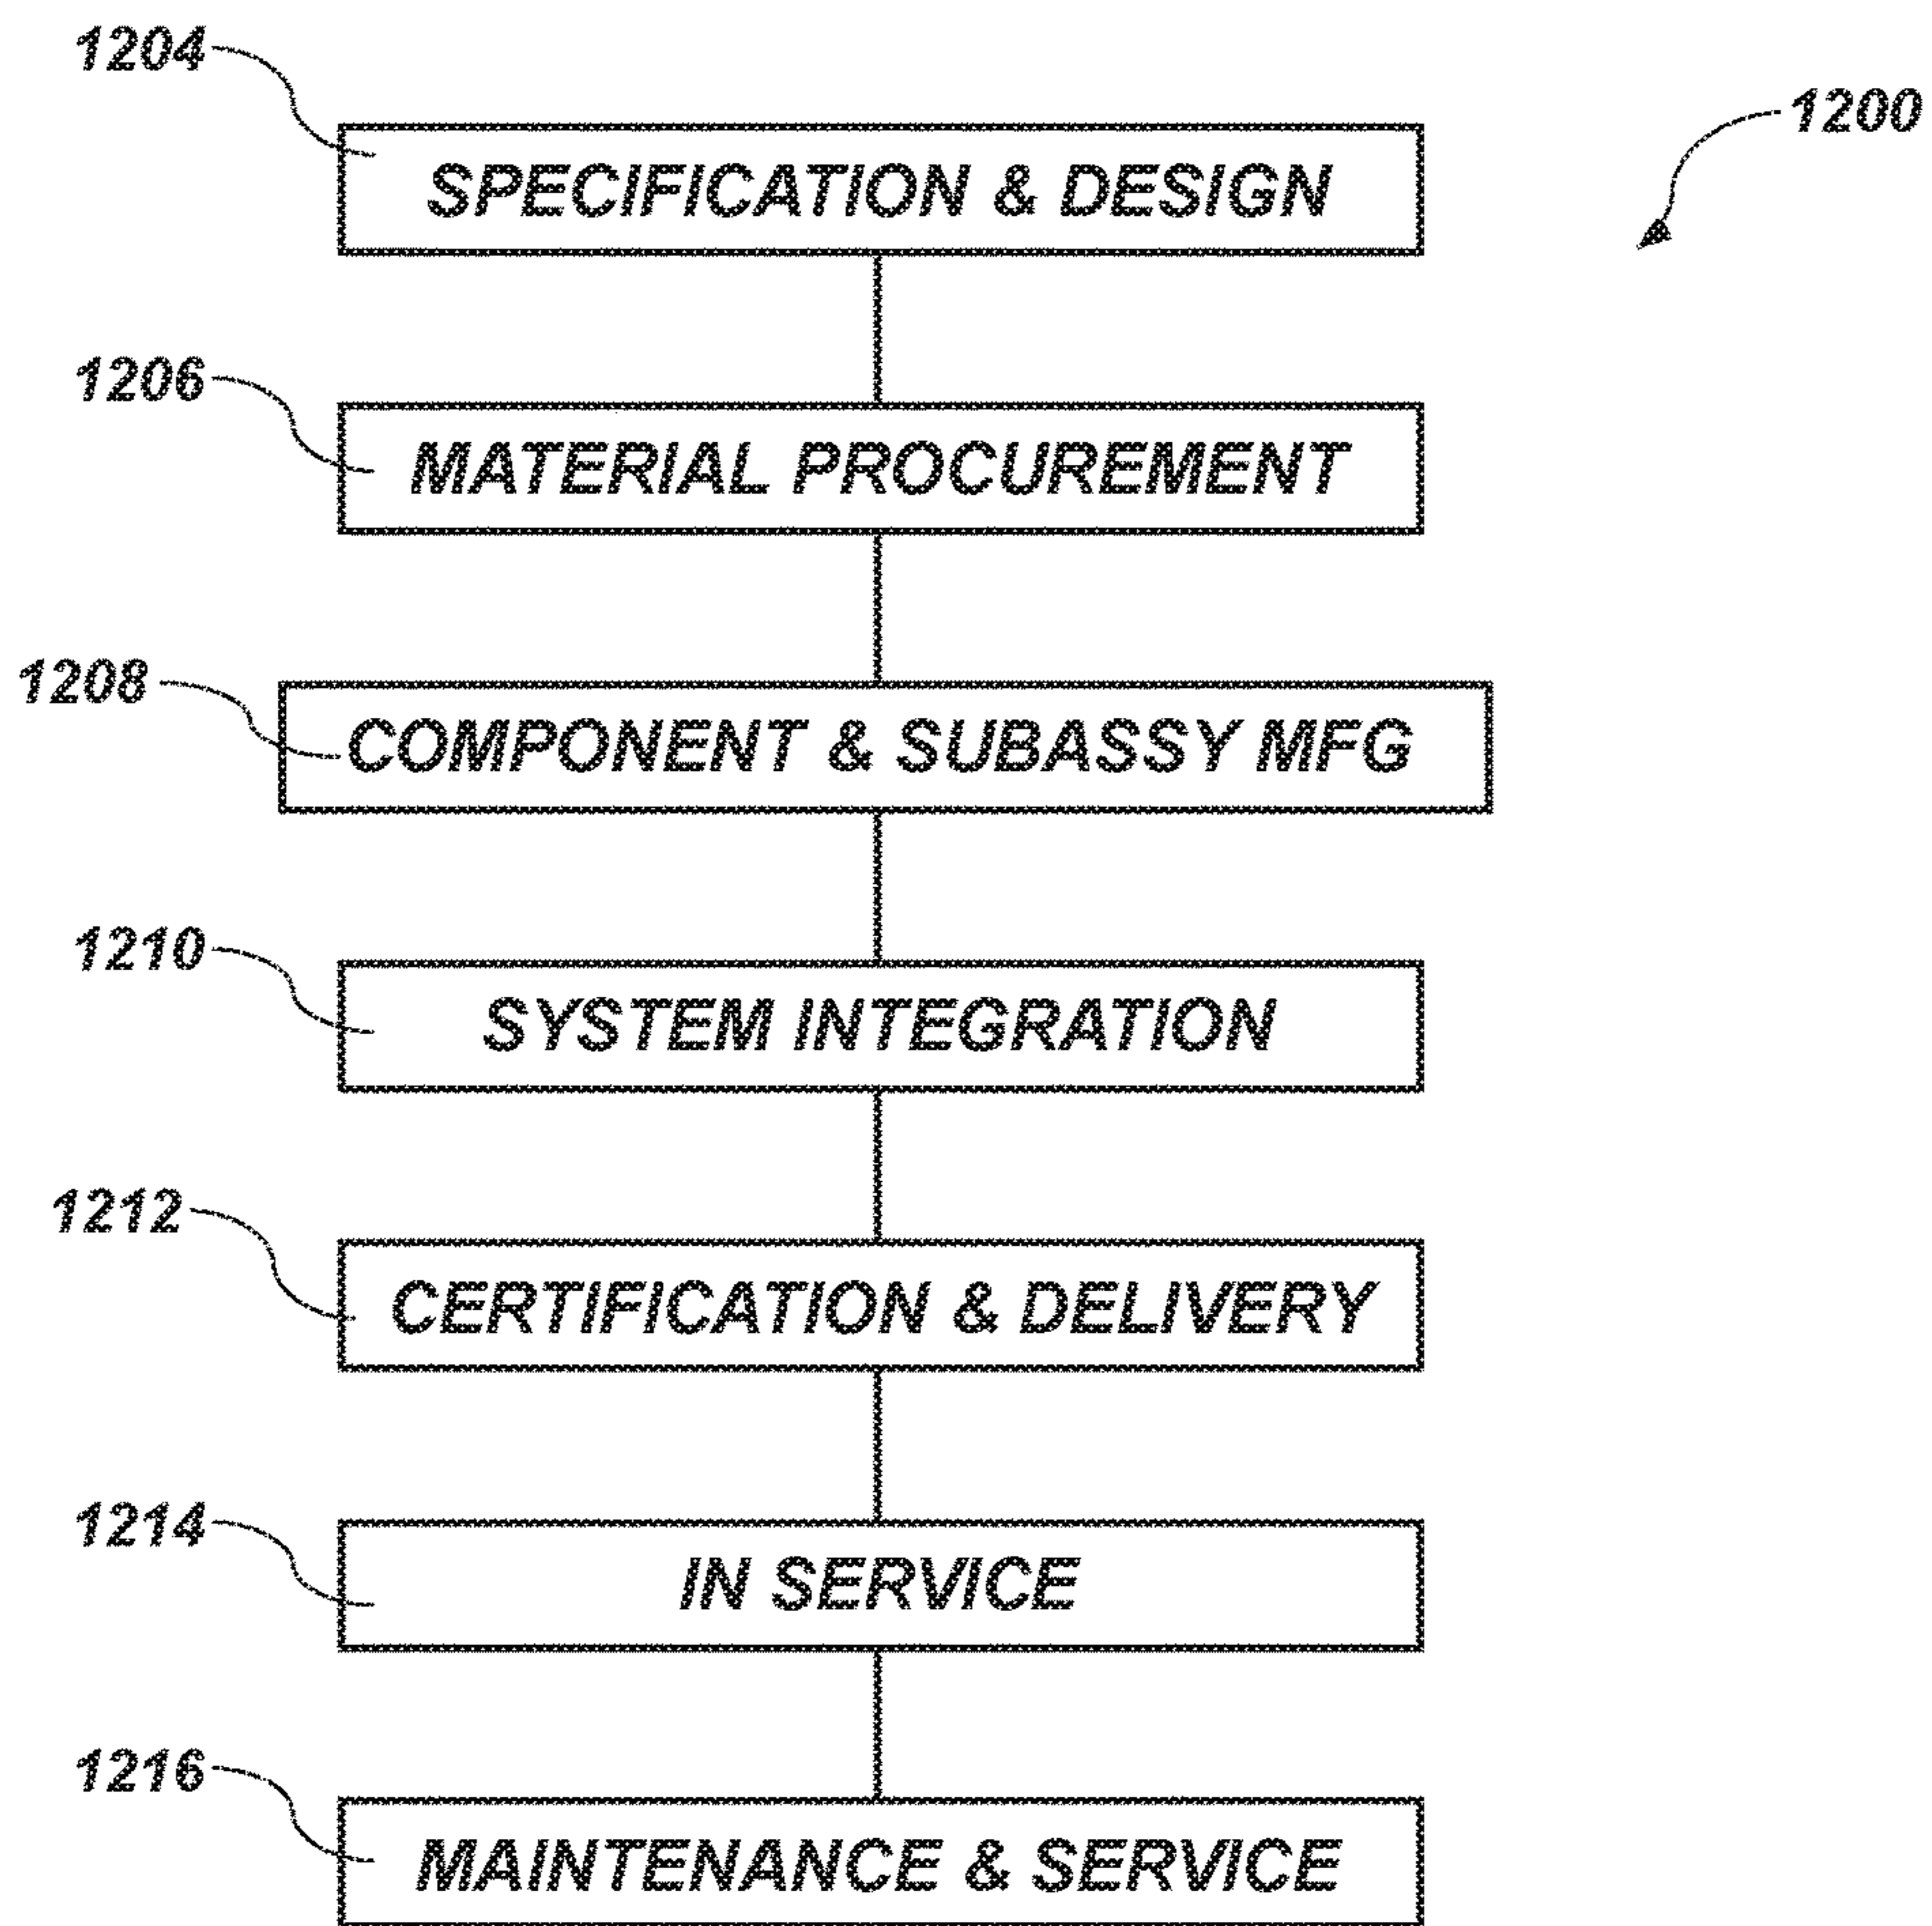 1204
1200
SPECIFICATION & DESIGN
1206
MATERIAL PROCUREMENT
1208
COMPONENT & SUBASSY MFG
1210
SYSTEM INTEGRATION
1212
CERTIFICATION & DELIVERY
1214
IN SERVICE
1216
MAINTENANCE & SERVICE